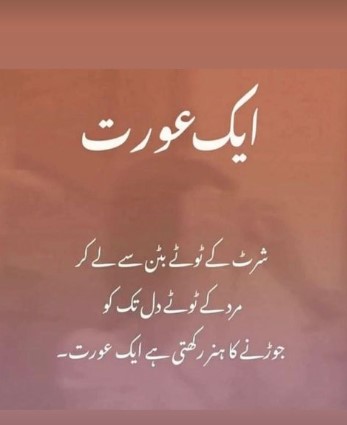 ایک عورت
شرٹ کے ٹوٹے بٹن سے لے کر
مرد کے ٹوٹے دل تک کو
جوڑنے کا ہنر رکھتی ہے ایک عورت۔